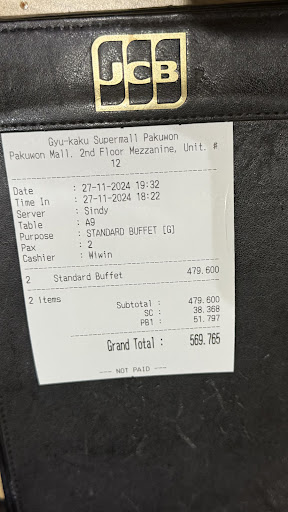 JCB
Gyu-kaku Supermall Pakuwon
Pakuwon Mall, 2nd Floor Mezzanine, Unit. #
12
Date : 27-11-2024 19:32
Time In : 27-11-2024 18:22
Server : Sindy
Table : A9
Purpose : STANDARD BUFFET [G]
Pax : 2
Cashier : Wiwin
2 Standard Buffet 479.600
2 Items
Subtotal : 479.600
SC : 38.368
PB1 : 51.797
Grand Total : 569.765
--- NOT PAID ---